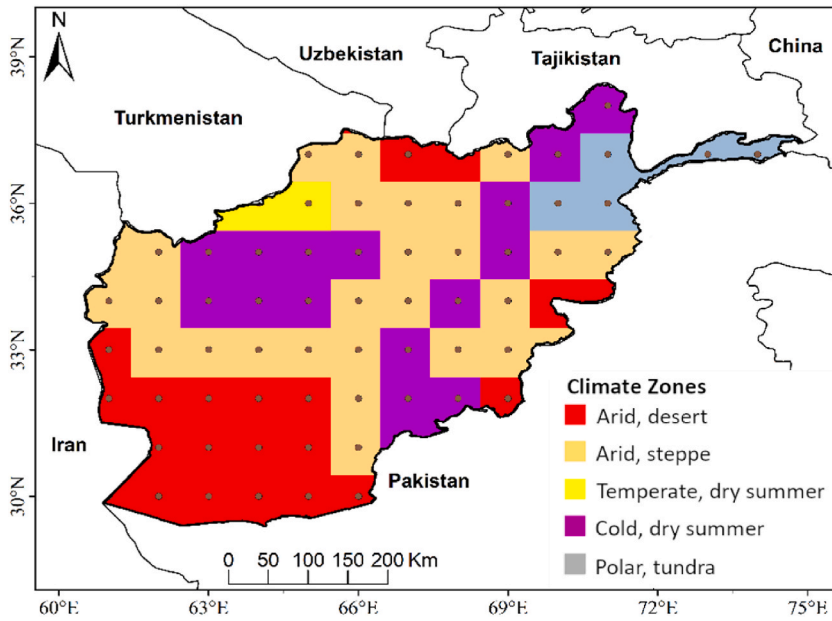 N
Uzbekistan
Tajikistan
China
Turkmenistan
39°N
36°N
33°N
30°N
Iran
Pakistan
Climate Zones
Arid, desert
Arid, steppe
Temperate, dry summer
Cold, dry summer
Polar, tundra
0 50 100 150 200 Km
60°E 63°E 66°E 69°E 72°E 75°E